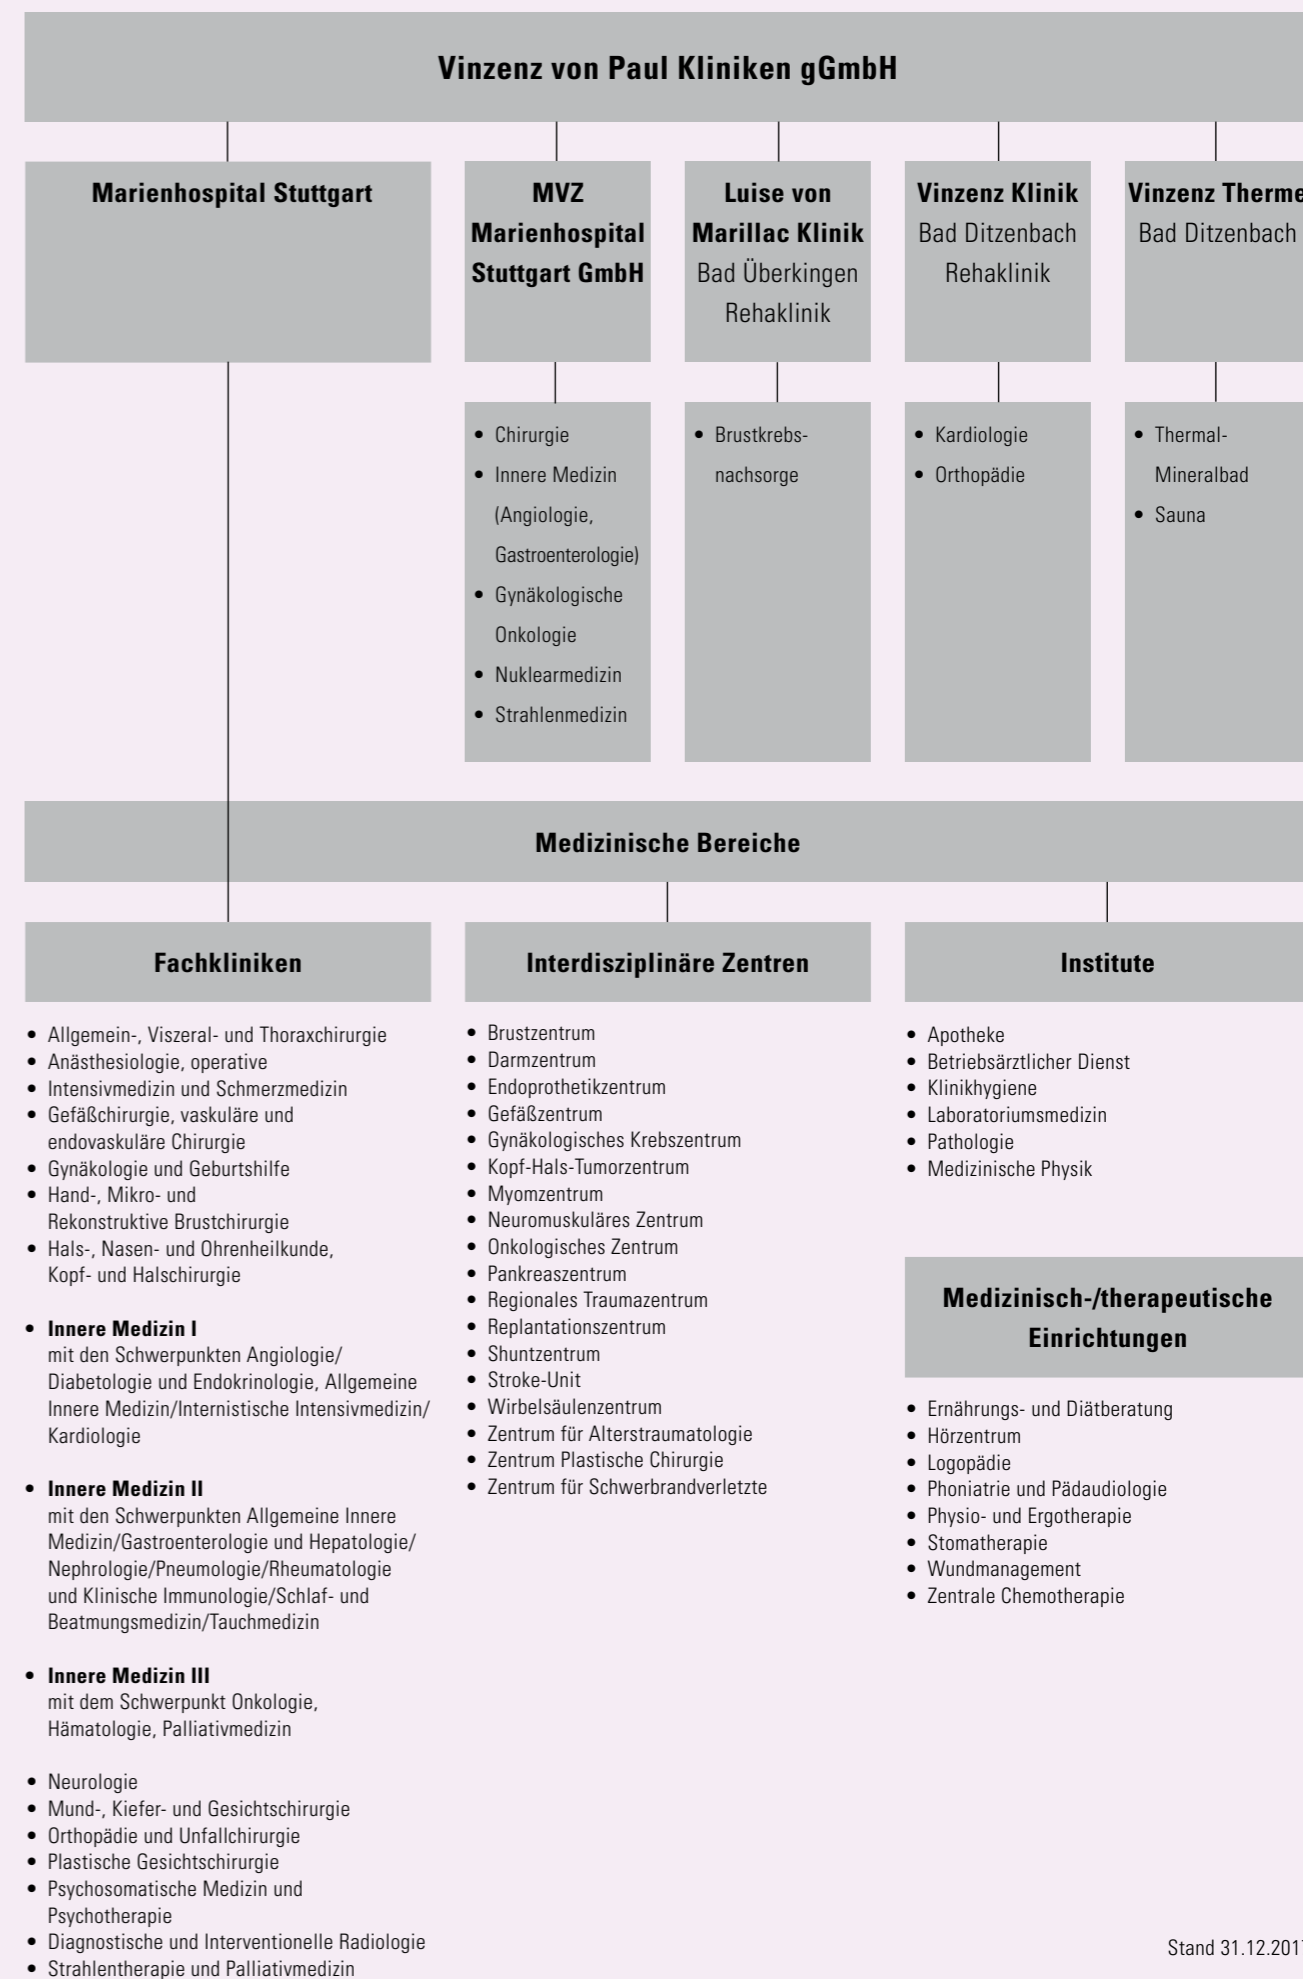 Vinzenz von Paul Kliniken gGmbH
Marienhospital Stuttgart
MVZ
Marienhospital
Stuttgart GmbH
Luise von
Marillac Klinik
Bad Überkingen
Rehaklinik
Vinzenz Klinik
Bad Ditzenbach
Rehaklinik
Vinzenz Therme
Bad Ditzenbach
• Chirurgie
• Innere Medizin
(Angiologie,
Gastroenterologie)
• Gynäkologische
Onkologie
• Nuklearmedizin
• Strahlenmedizin
• Brustkrebs-
nachsorge
• Kardiologie
• Orthopädie
• Thermal-
Mineralbad
• Sauna
Medizinische Bereiche
Fachkliniken
• Allgemein-, Viszeral- und Thoraxchirurgie
• Anästhesiologie, operative
• Intensivmedizin und Schmerzmedizin
• Gefäßchirurgie, vaskuläre und
endovaskuläre Chirurgie
• Gynäkologie und Geburtshilfe
• Hand-, Mikro- und
Rekonstruktive Brustchirurgie
• Hals-, Nasen- und Ohrenheilkunde,
Kopf- und Halschirurgie
• Innere Medizin I
mit den Schwerpunkten Angiologie/
Diabetologie und Endokrinologie, Allgemeine
Innere Medizin/Internistische Intensivmedizin/
Kardiologie
• Innere Medizin II
mit den Schwerpunkten Allgemeine Innere
Medizin/Gastroenterologie und Hepatologie/
Nephrologie/Pneumologie/Rheumatologie
und Klinische Immunologie/Schlaf- und
Beatmungsmedizin/Tauchmedizin
• Innere Medizin III
mit dem Schwerpunkt Onkologie,
Hämatologie, Palliativmedizin
• Neurologie
• Mund-, Kiefer- und Gesichtschirurgie
• Orthopädie und Unfallchirurgie
• Plastische Gesichtschirurgie
• Psychosomatische Medizin und
Psychotherapie
• Diagnostische und Interventionelle Radiologie
• Strahlentherapie und Palliativmedizin
Interdisziplinäre Zentren
• Brustzentrum
• Darmzentrum
• Endoprothetikzentrum
• Gefäßzentrum
• Gynäkologisches Krebszentrum
• Kopf-Hals-Tumorzentrum
• Myomzentrum
• Neuromuskuläres Zentrum
• Onkologisches Zentrum
• Pankreaszentrum
• Regionales Traumazentrum
• Replantationszentrum
• Shuntzentrum
• Stroke-Unit
• Wirbelsäulenzentrum
• Zentrum für Alterstraumatologie
• Zentrum Plastische Chirurgie
• Zentrum für Schwerbrandverletzte
Institute
• Apotheke
• Betriebsärztlicher Dienst
• Klinikhygiene
• Laboratoriumsmedizin
• Pathologie
• Medizinische Physik
Medizinisch-/therapeutische
Einrichtungen
• Ernährungs- und Diätberatung
• Hörzentrum
• Logopädie
• Phoniatrie und Pädaudiologie
• Physio- und Ergotherapie
• Stomatherapie
• Wundmanagement
• Zentrale Chemotherapie
Stand 31.12.2017